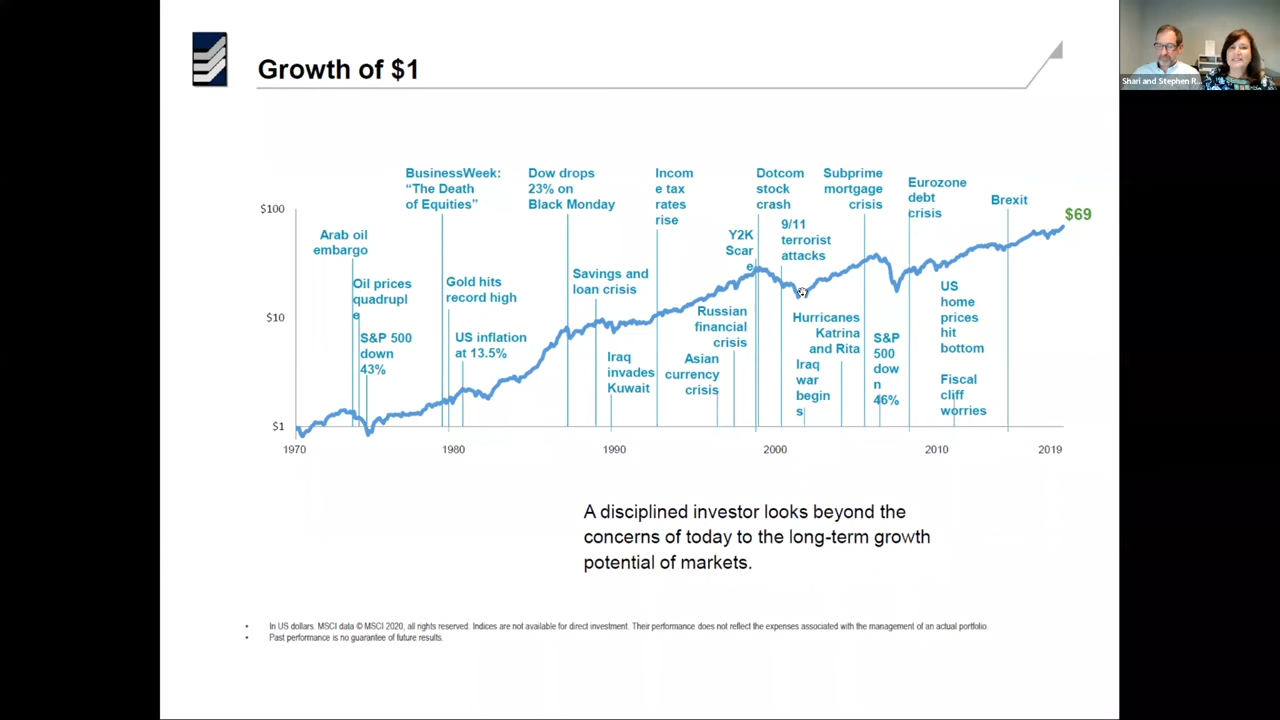 Growth of $1
Shari and Stephen R...
BusinessWeek:
“The Death
of Equities”
Dow drops
23% on
Black Monday
Incom
e tax
rates
rise
Dotcom
stock
crash
Subprime
mortgage
crisis
Eurozone
debt
crisis
Brexit
$69
$100
Arab oil
embargo
Y2K
Scar
e
9/11
terrorist
attacks
Oil prices
quadrupl
e
Gold hits
record high
Savings and
loan crisis
US
home
prices
hit
bottom
$10
S&P 500
down
43%
US inflation
at 13.5%
Russian
financial
crisis
Hurricanes
Katrina
and Rita
S&P
500
dow
n
46%
Iraq
invades
Kuwait
Asian
currency
crisis
Iraq
war
begin
s
Fiscal
cliff
worries
$1
1970
1980
1990
2000
2010
2019
A disciplined investor looks beyond the
concerns of today to the long-term growth
potential of markets.
• In US dollars. MSCI data © MSCI 2020, all rights reserved. Indices are not available for direct investment. Their performance does not reflect the expenses associated with the management of an actual portfolio.
• Past performance is no guarantee of future results.